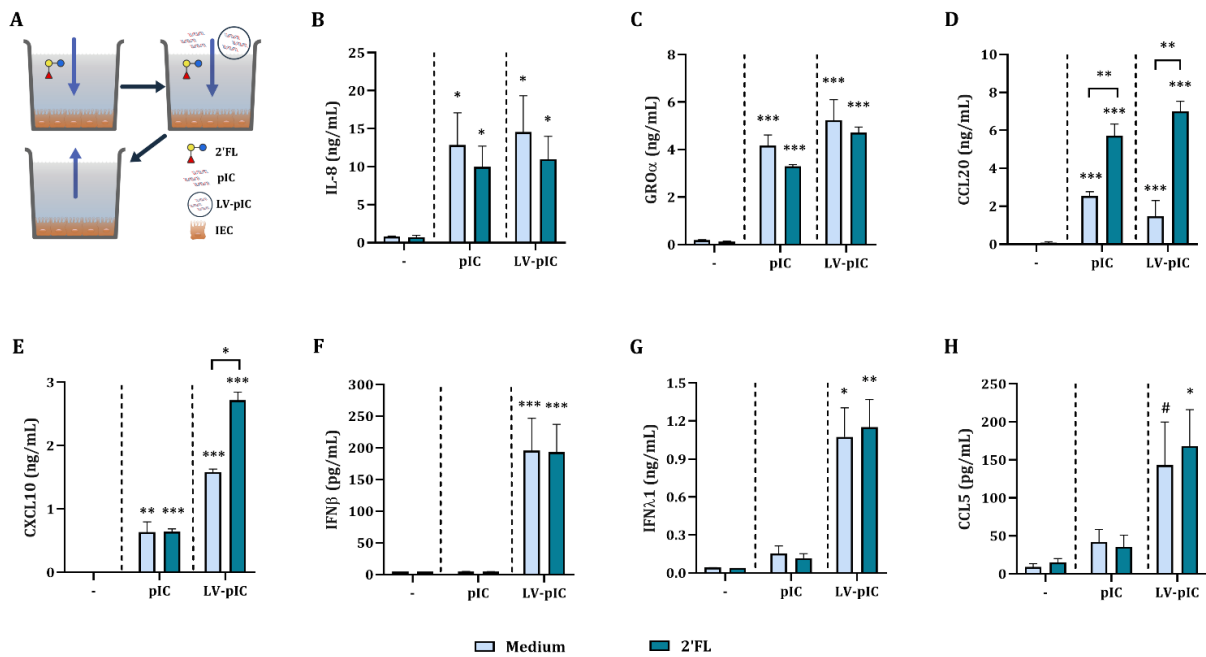 A
2'FL
pIC
LV-pIC
IEC
B
IL-8 (ng/mL)
25
20
15
10
5
0
* * * *
- pIC LV-pIC
C
GROα (ng/mL)
8
6
4
2
0
*** *** *** ***
- pIC LV-pIC
D
CCL20 (ng/mL)
10
8
6
4
2
0
** **
*** *** *** ***
- pIC LV-pIC
E
CXCL10 (ng/mL)
3
2
1
0
*
** *** *** ***
- pIC LV-pIC
F
IFNβ (pg/mL)
300
250
200
150
100
50
0
*** ***
- pIC LV-pIC
G
IFNλ1 (ng/mL)
1.5
1.2
0.9
0.6
0.3
0.0
* **
- pIC LV-pIC
H
CCL5 (pg/mL)
250
200
150
100
50
0
# *
- pIC LV-pIC
Medium 2'FL